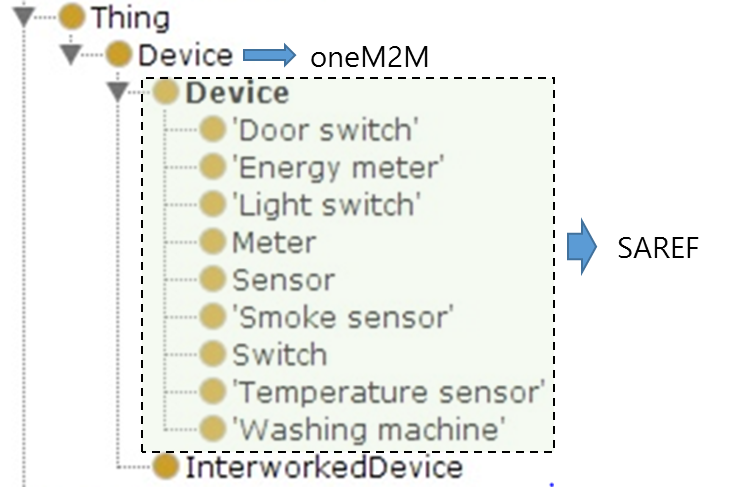 Thing
Device oneM2M
Device
'Door switch'
'Energy meter'
'Light switch'
Meter
Sensor
SAREF
'Smoke sensor'
Switch
'Temperature sensor'
'Washing machine'
InterworkedDevice